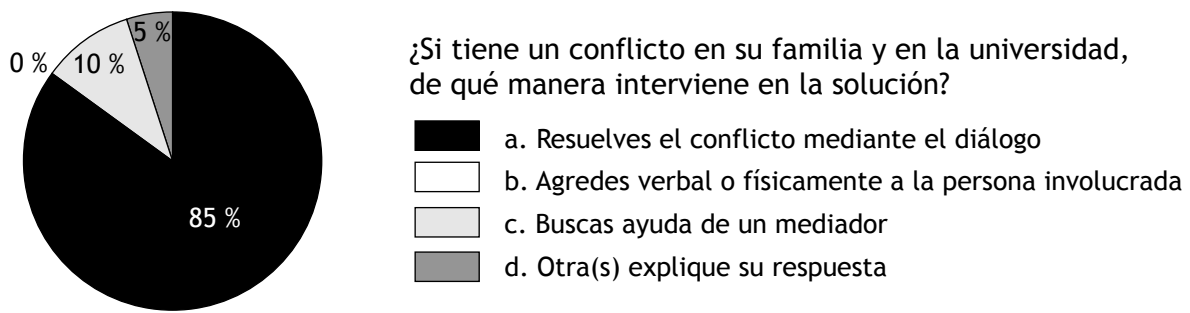 5 %
0 %
10 %
85 %
¿Si tiene un conflicto en su familia y en la universidad,
de qué manera interviene en la solución?
a. Resuelves el conflicto mediante el diálogo
b. Agredes verbal o físicamente a la persona involucrada
c. Buscas ayuda de un mediador
d. Otra(s) explique su respuesta